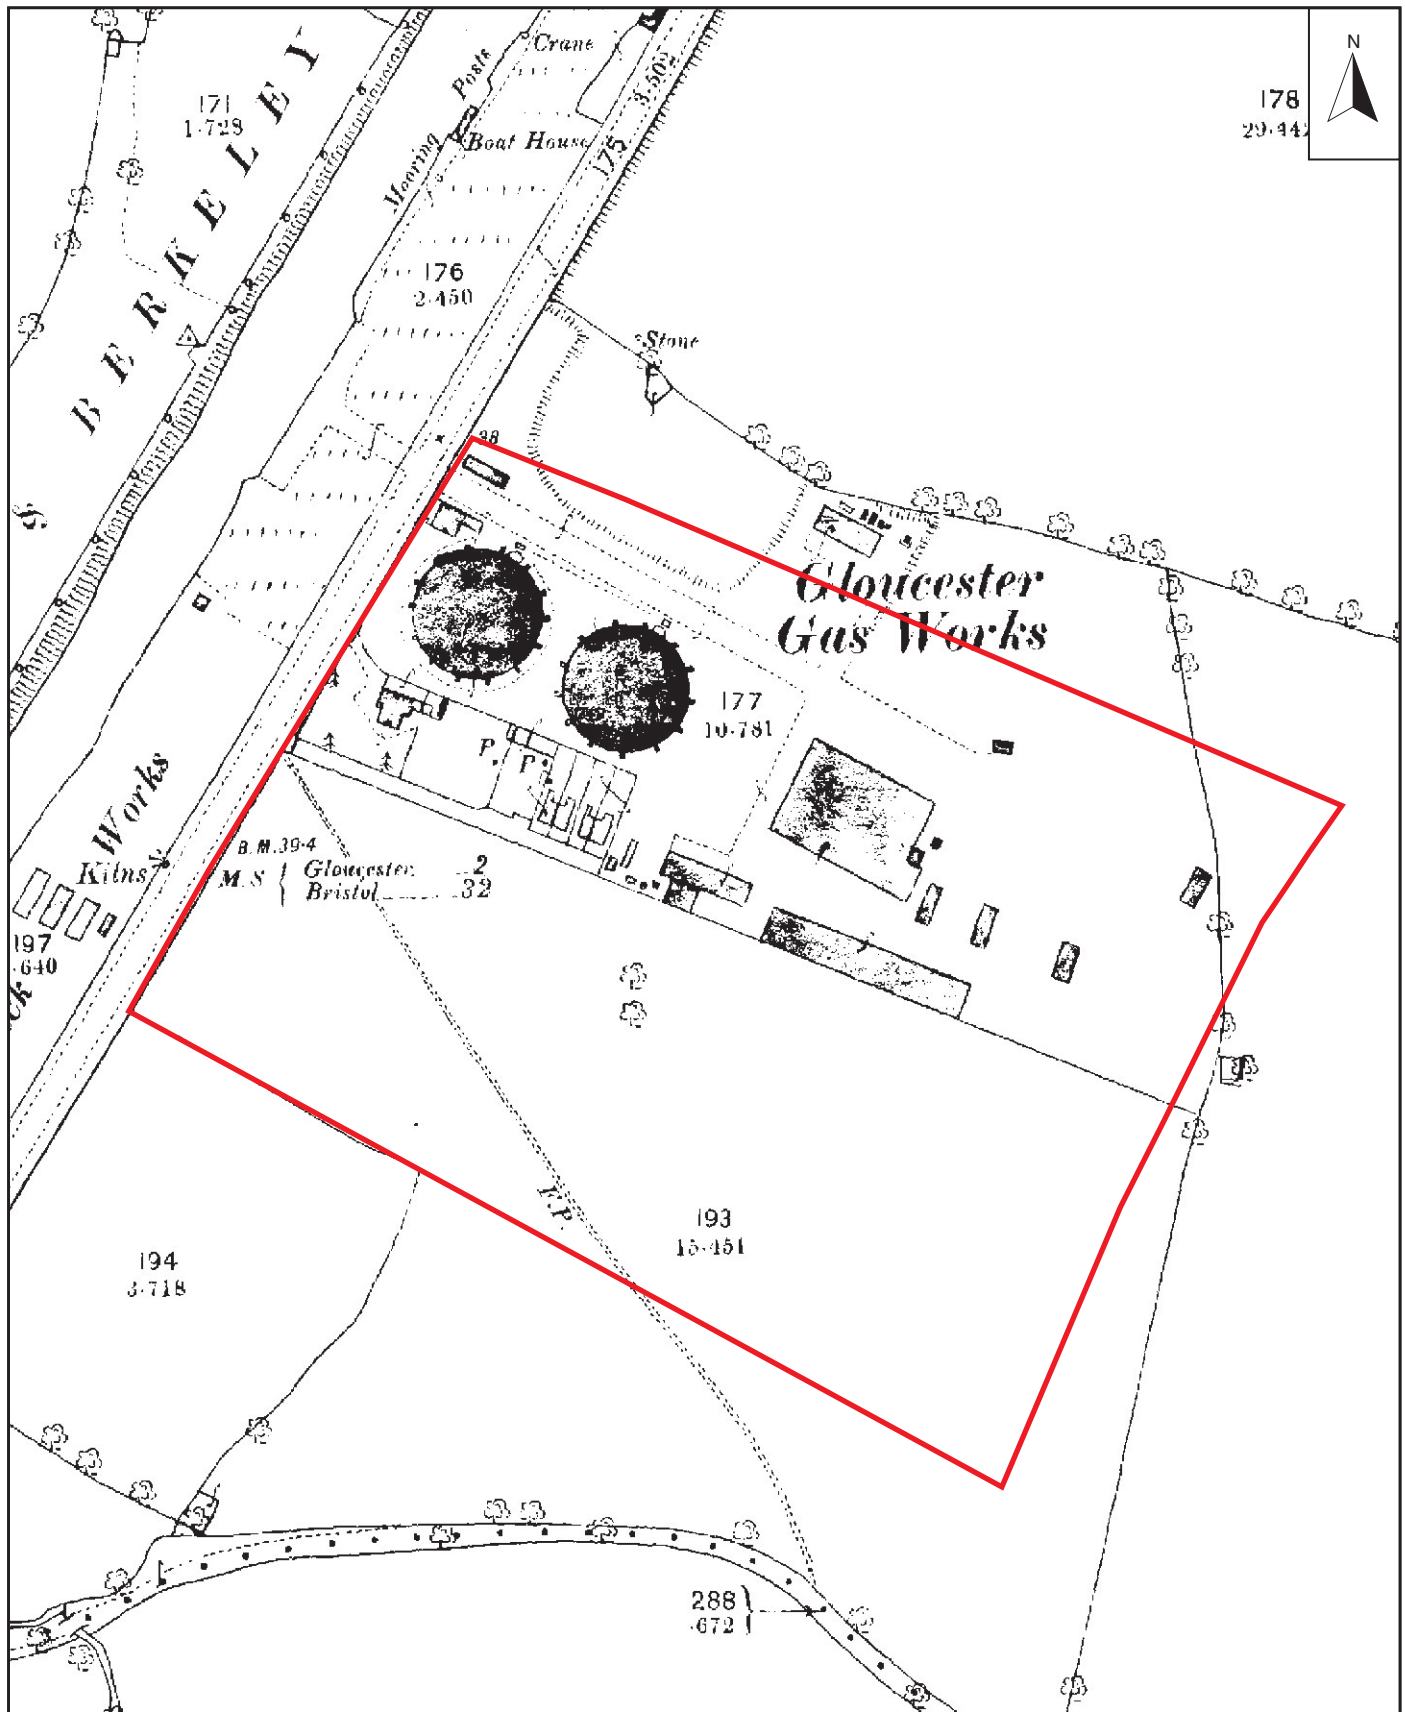 N
Crane
Posts
3·502
171
1·728
178
29·442
BERKELEY
Boat House
175
Mooring
176
2·450
Stone
38
&
Gloucester
Gas Works
177
10·781
P.
P
Works
B.M.39·4
Kilns
M.S { Gloucester 2
Bristol 32
197
·640
ck
F.P.
193
15·451
194
3·718
288
·672